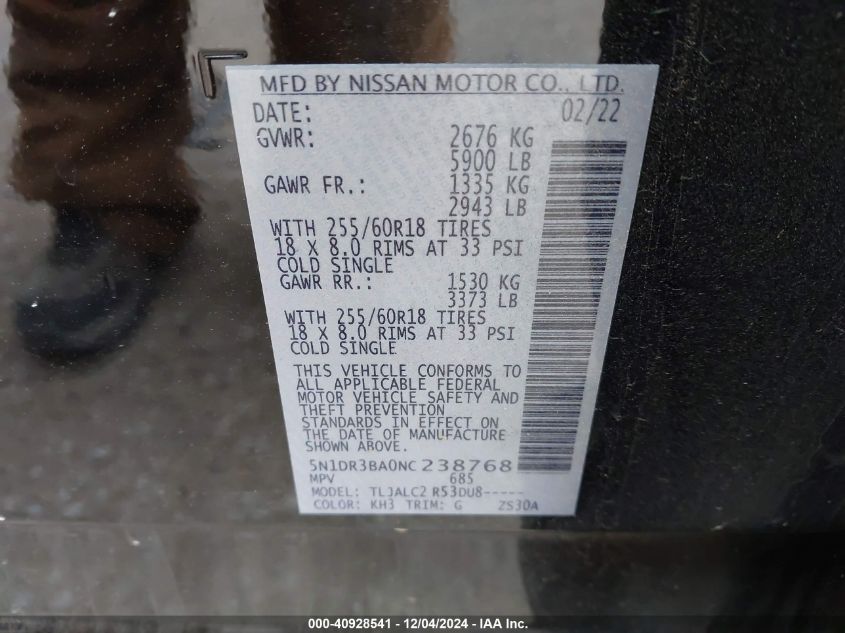 MFD BY NISSAN MOTOR CO., LTD.
DATE: 02/22
GVWR: 2676 KG
5900 LB
GAWR FR.: 1335 KG
2943 LB
WITH 255/60R18 TIRES
18 X 8.0 RIMS AT 33 PSI
COLD SINGLE
GAWR RR.: 1530 KG
3373 LB
WITH 255/60R18 TIRES
18 X 8.0 RIMS AT 33 PSI
COLD SINGLE
THIS VEHICLE CONFORMS TO
ALL APPLICABLE FEDERAL
MOTOR VEHICLE SAFETY AND
THEFT PREVENTION
STANDARDS IN EFFECT ON
THE DATE OF MANUFACTURE
SHOWN ABOVE.
5N1DR3BA0NC238768
MPV 685
MODEL: TLJALC2 R53DU8-----
COLOR: KH3 TRIM: G ZS30A
000-40928541 - 12/04/2024 - IAA Inc.